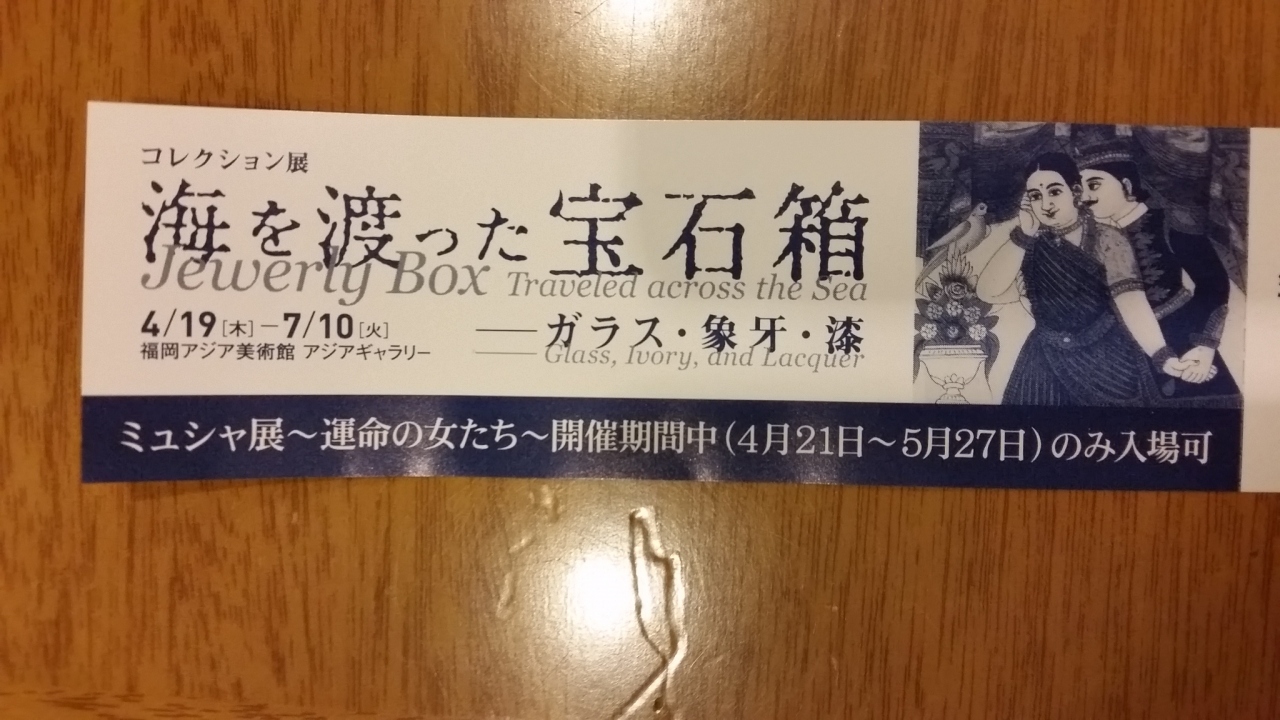 コレクション展
海を渡った宝石箱
Jewerly Box Traveled across the Sea
4/19[木]－7/10[火]
福岡アジア美術館 アジアギャラリー
――ガラス・象牙・漆
Glass, Ivory, and Lacquer
ミュシャ展～運命の女たち～開催期間中(4月21日～5月27日)のみ入場可